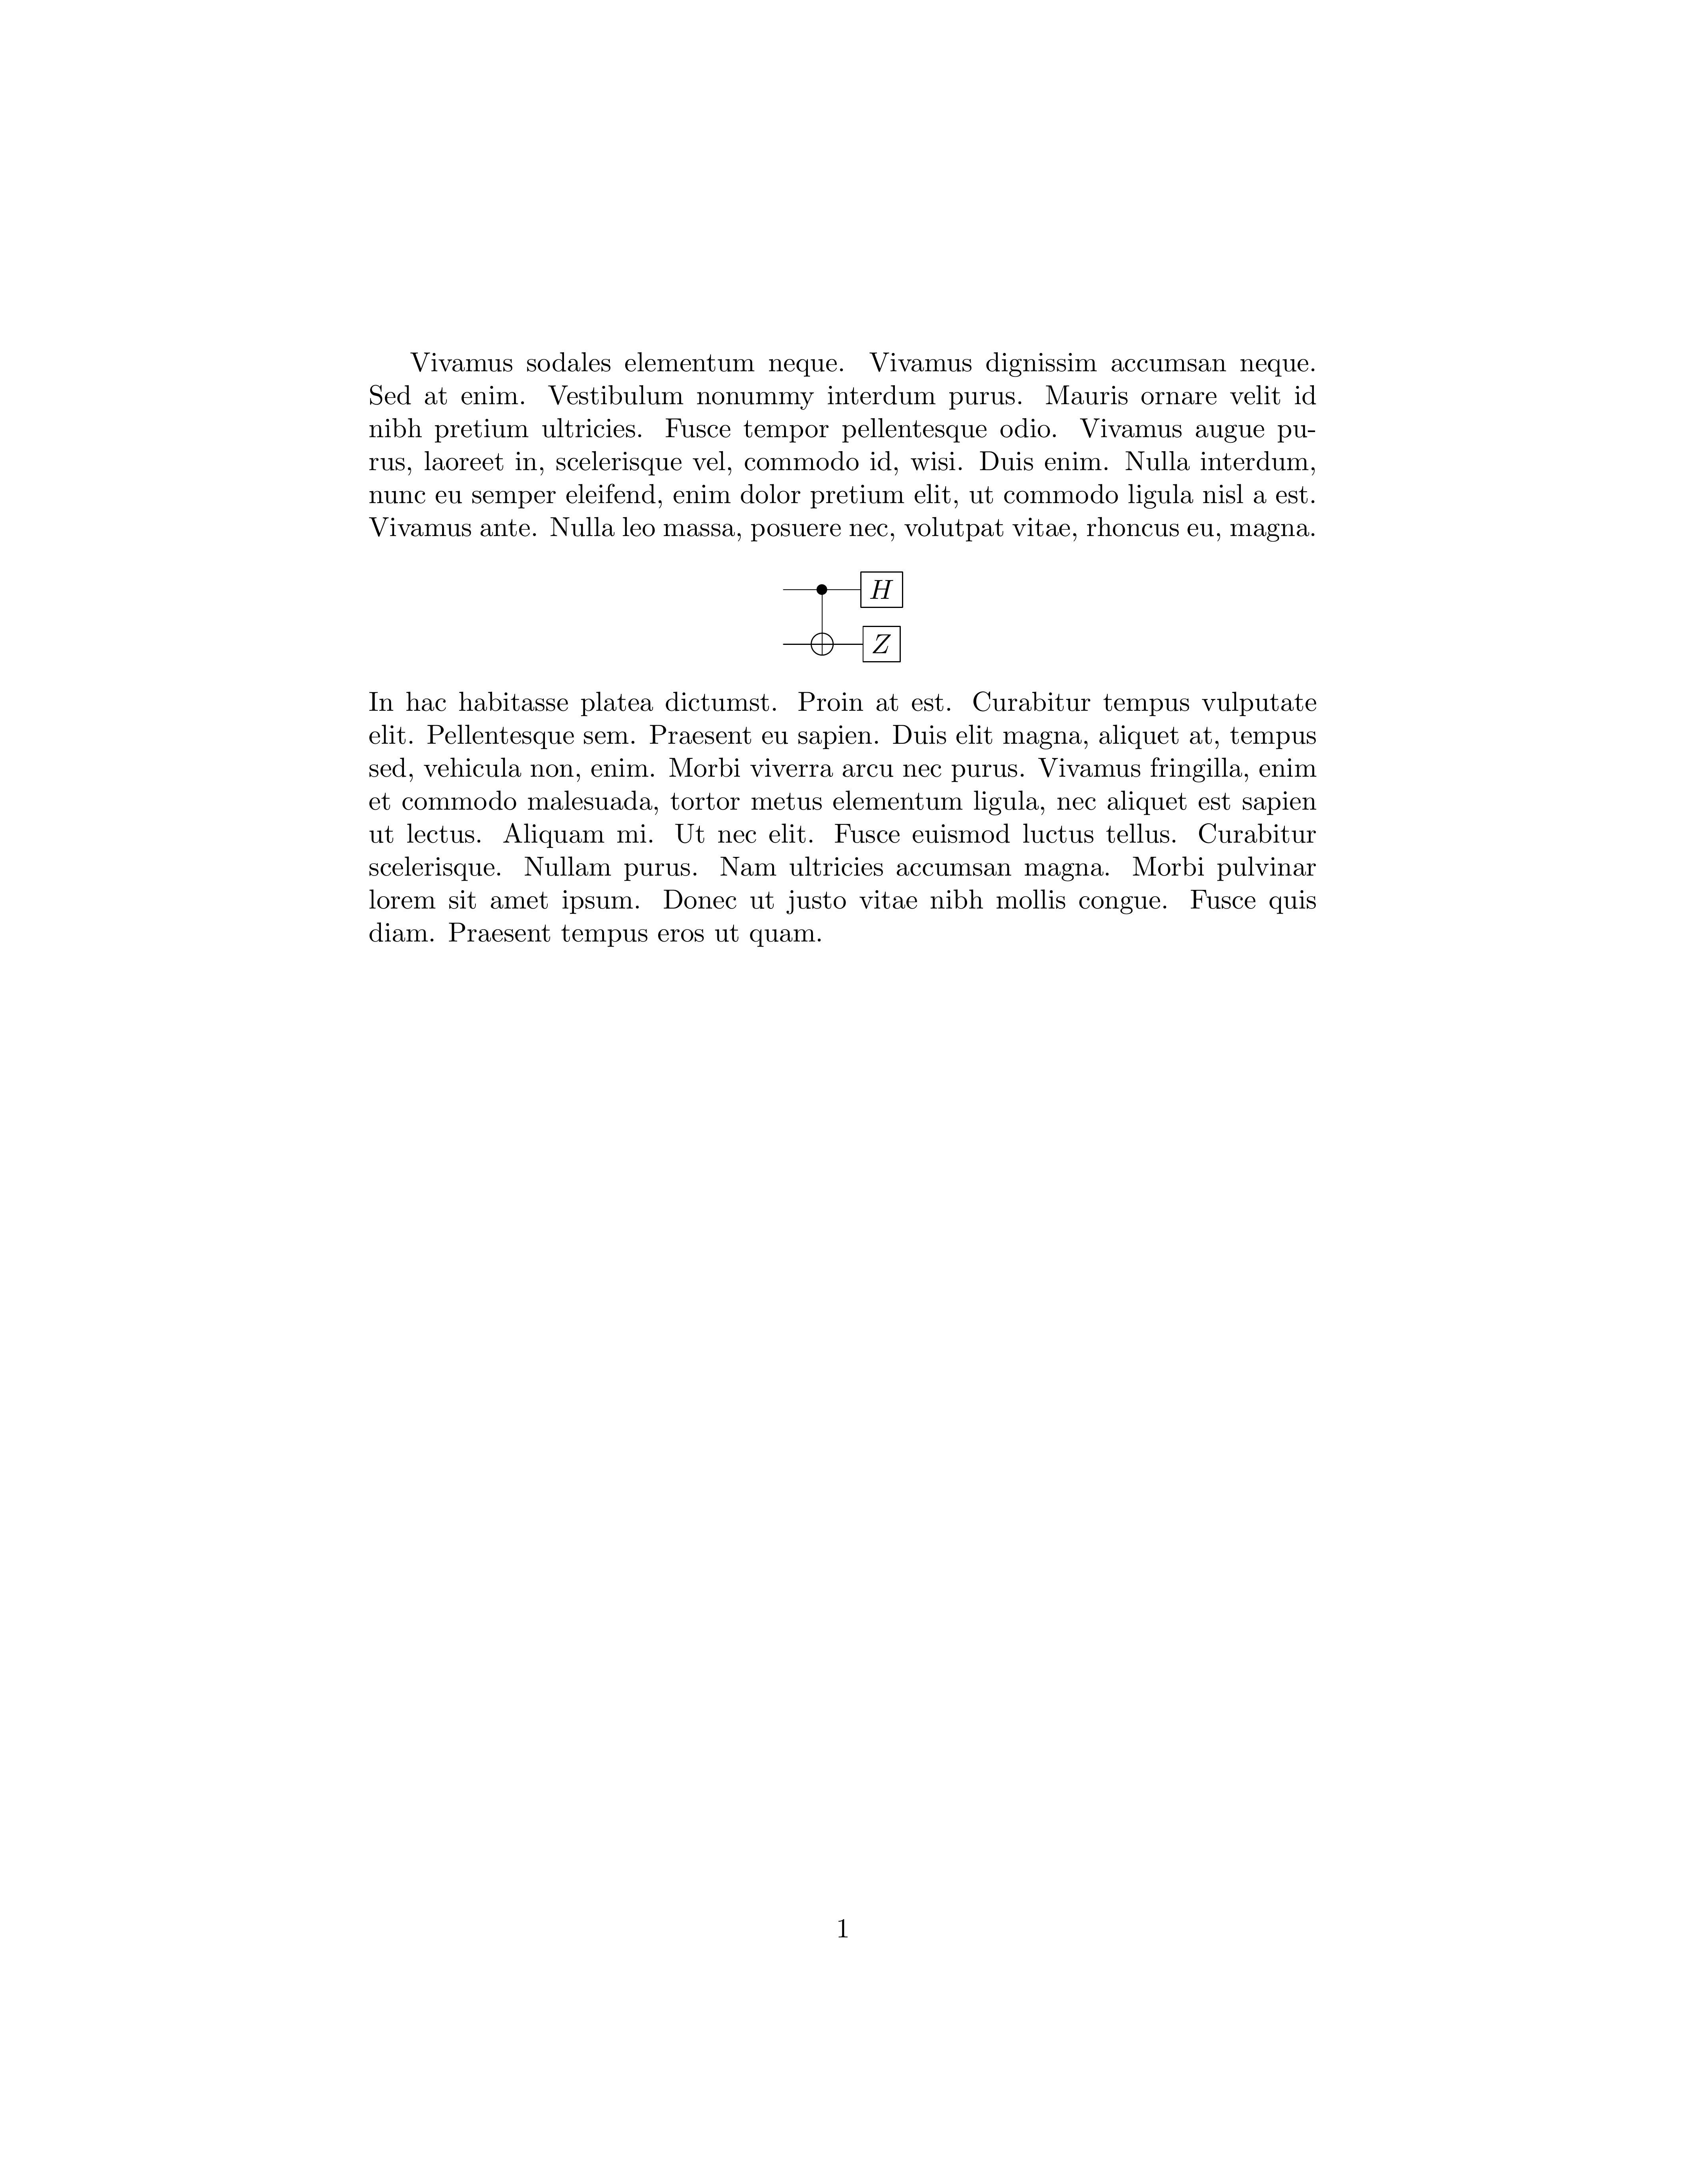 Vivamus sodales elementum neque. Vivamus dignissim accumsan neque.
Sed at enim. Vestibulum nonummy interdum purus. Mauris ornare velit id
nibh pretium ultricies. Fusce tempor pellentesque odio. Vivamus augue pu-
rus, laoreet in, scelerisque vel, commodo id, wisi. Duis enim. Nulla interdum,
nunc eu semper eleifend, enim dolor pretium elit, ut commodo ligula nisl a est.
Vivamus ante. Nulla leo massa, posuere nec, volutpat vitae, rhoncus eu, magna.
H
Z
In hac habitasse platea dictumst. Proin at est. Curabitur tempus vulputate
elit. Pellentesque sem. Praesent eu sapien. Duis elit magna, aliquet at, tempus
sed, vehicula non, enim. Morbi viverra arcu nec purus. Vivamus fringilla, enim
et commodo malesuada, tortor metus elementum ligula, nec aliquet est sapien
ut lectus. Aliquam mi. Ut nec elit. Fusce euismod luctus tellus. Curabitur
scelerisque. Nullam purus. Nam ultricies accumsan magna. Morbi pulvinar
lorem sit amet ipsum. Donec ut justo vitae nibh mollis congue. Fusce quis
diam. Praesent tempus eros ut quam.
1